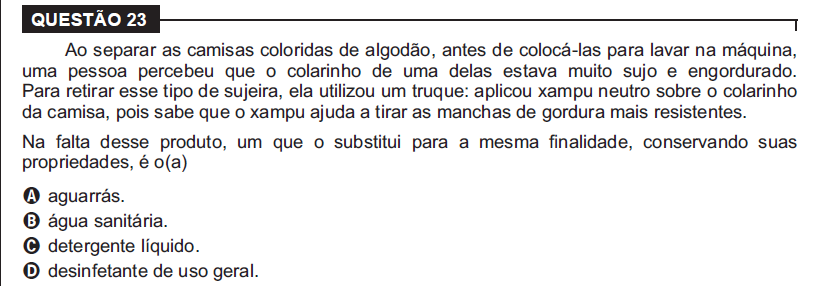 QUESTÃO 23
Ao separar as camisas coloridas de algodão, antes de colocá-las para lavar na máquina,
uma pessoa percebeu que o colarinho de uma delas estava muito sujo e engordurado.
Para retirar esse tipo de sujeira, ela utilizou um truque: aplicou xampu neutro sobre o colarinho
da camisa, pois sabe que o xampu ajuda a tirar as manchas de gordura mais resistentes.
Na falta desse produto, um que o substitui para a mesma finalidade, conservando suas
propriedades, é o(a)
A aguarrás.
B água sanitária.
C detergente líquido.
D desinfetante de uso geral.